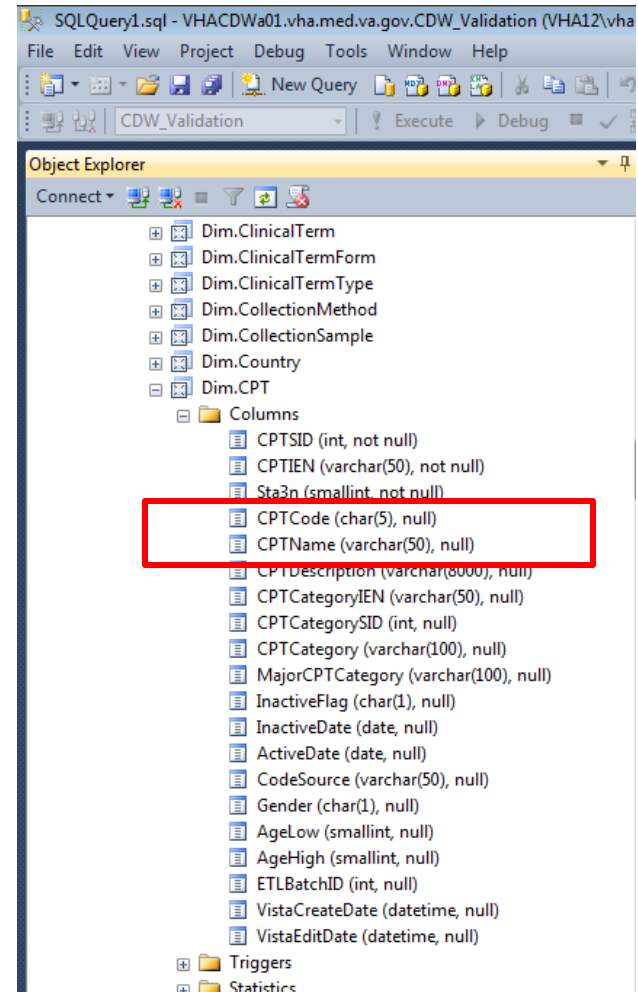 SQLQuery1.sql - VHACDWa01.vha.med.va.gov.CDW_Validation (VHA12\vha
File Edit View Project Debug Tools Window Help
New Query
CDW_Validation Execute Debug
Object Explorer
Connect
Dim.ClinicalTerm
Dim.ClinicalTermForm
Dim.ClinicalTermType
Dim.CollectionMethod
Dim.CollectionSample
Dim.Country
Dim.CPT
Columns
CPTSID (int, not null)
CPTIEN (varchar(50), not null)
Sta3n (smallint, not null)
CPTCode (char(5), null)
CPTName (varchar(50), null)
CPTDescription (varchar(8000), null)
CPTCategoryIEN (varchar(50), null)
CPTCategorySID (int, null)
CPTCategory (varchar(100), null)
MajorCPTCategory (varchar(100), null)
InactiveFlag (char(1), null)
InactiveDate (date, null)
ActiveDate (date, null)
CodeSource (varchar(50), null)
Gender (char(1), null)
AgeLow (smallint, null)
AgeHigh (smallint, null)
ETLBatchID (int, null)
VistaCreateDate (datetime, null)
VistaEditDate (datetime, null)
Triggers
Statistics